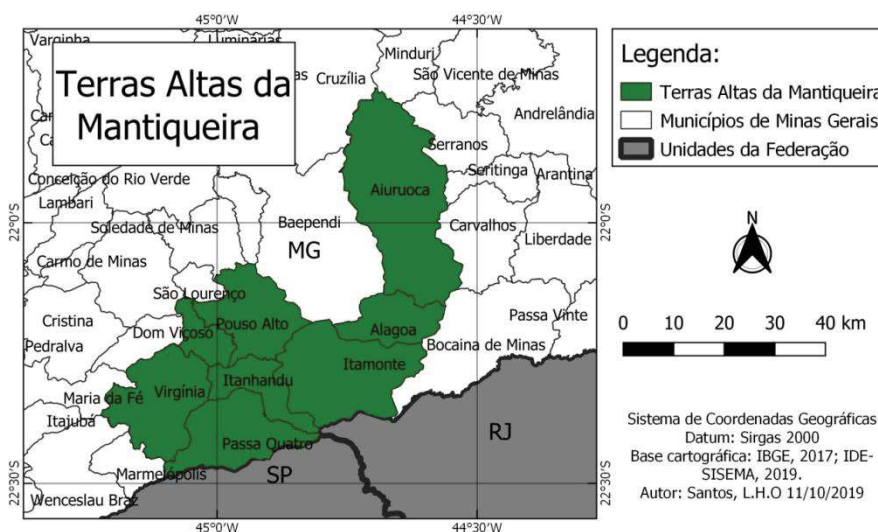 45°0'W
44°30'W
Terras Altas da
Mantiqueira
Varginha
Luminárias
Minduri
Cruzília
São Vicente de Minas
Andrelândia
Serranos
Seritinga
Arantina
Conceição do Rio Verde
Lambari
Aiuruoca
Soledade de Minas
Baependi
Carvalhos
MG
Liberdade
Carmo de Minas
São Lourenço
Cristina
Dom Viçoso
Pouso Alto
Alagoa
Passa Vinte
Pedralva
Bocaina de Minas
Itamonte
Virgínia
Itanhandu
Maria da Fé
Itajubá
Passa Quatro
RJ
Marmelópolis
SP
Wenceslau Braz
22°0'S
22°0'S
22°30'S
22°30'S
45°0'W
44°30'W
Legenda:
Terras Altas da Mantiqueira
Municípios de Minas Gerais
Unidades da Federação
N
0 10 20 30 40 km
Sistema de Coordenadas Geográficas
Datum: Sirgas 2000
Base cartográfica: IBGE, 2017; IDE-
SISEMA, 2019.
Autor: Santos, L.H.O 11/10/2019